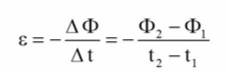 ε = − ΔΦ / Δt = − (Φ₂ − Φ₁) / (t₂ − t₁)